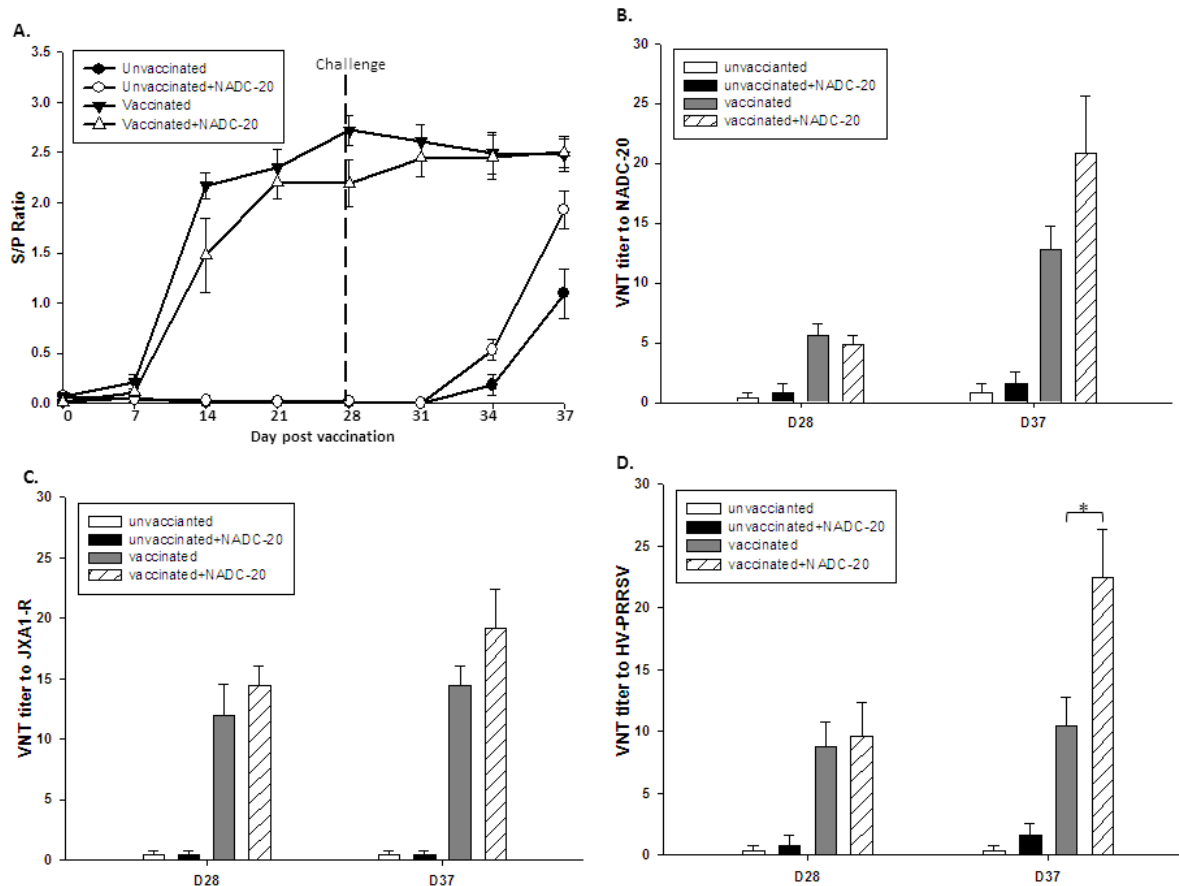 A.
3.5
3.0
2.5
2.0
1.5
1.0
0.5
0.0
S/P Ratio
Unvaccinated
Unvaccinated+NADC-20
Vaccinated
Vaccinated+NADC-20
Challenge
0 7 14 21 28 31 34 37
Day post vaccination
B.
30
25
20
15
10
5
0
VNT titer to NADC-20
unvaccianted
unvaccinated+NADC-20
vaccinated
vaccinated+NADC-20
D28 D37
C.
30
25
20
15
10
5
0
VNT titer to JXA1-R
unvaccianted
unvaccinated+NADC-20
vaccinated
vaccinated+NADC-20
D28 D37
D.
30
25
20
15
10
5
0
VNT titer to HV-PRRSV
unvaccianted
unvaccinated+NADC-20
vaccinated
vaccinated+NADC-20
*
D28 D37